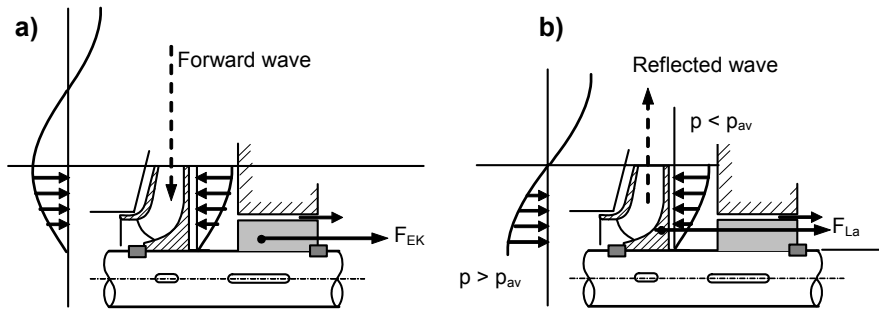 a)
Forward wave
F_EK
b)
Reflected wave
p < p_av
F_La
p > p_av